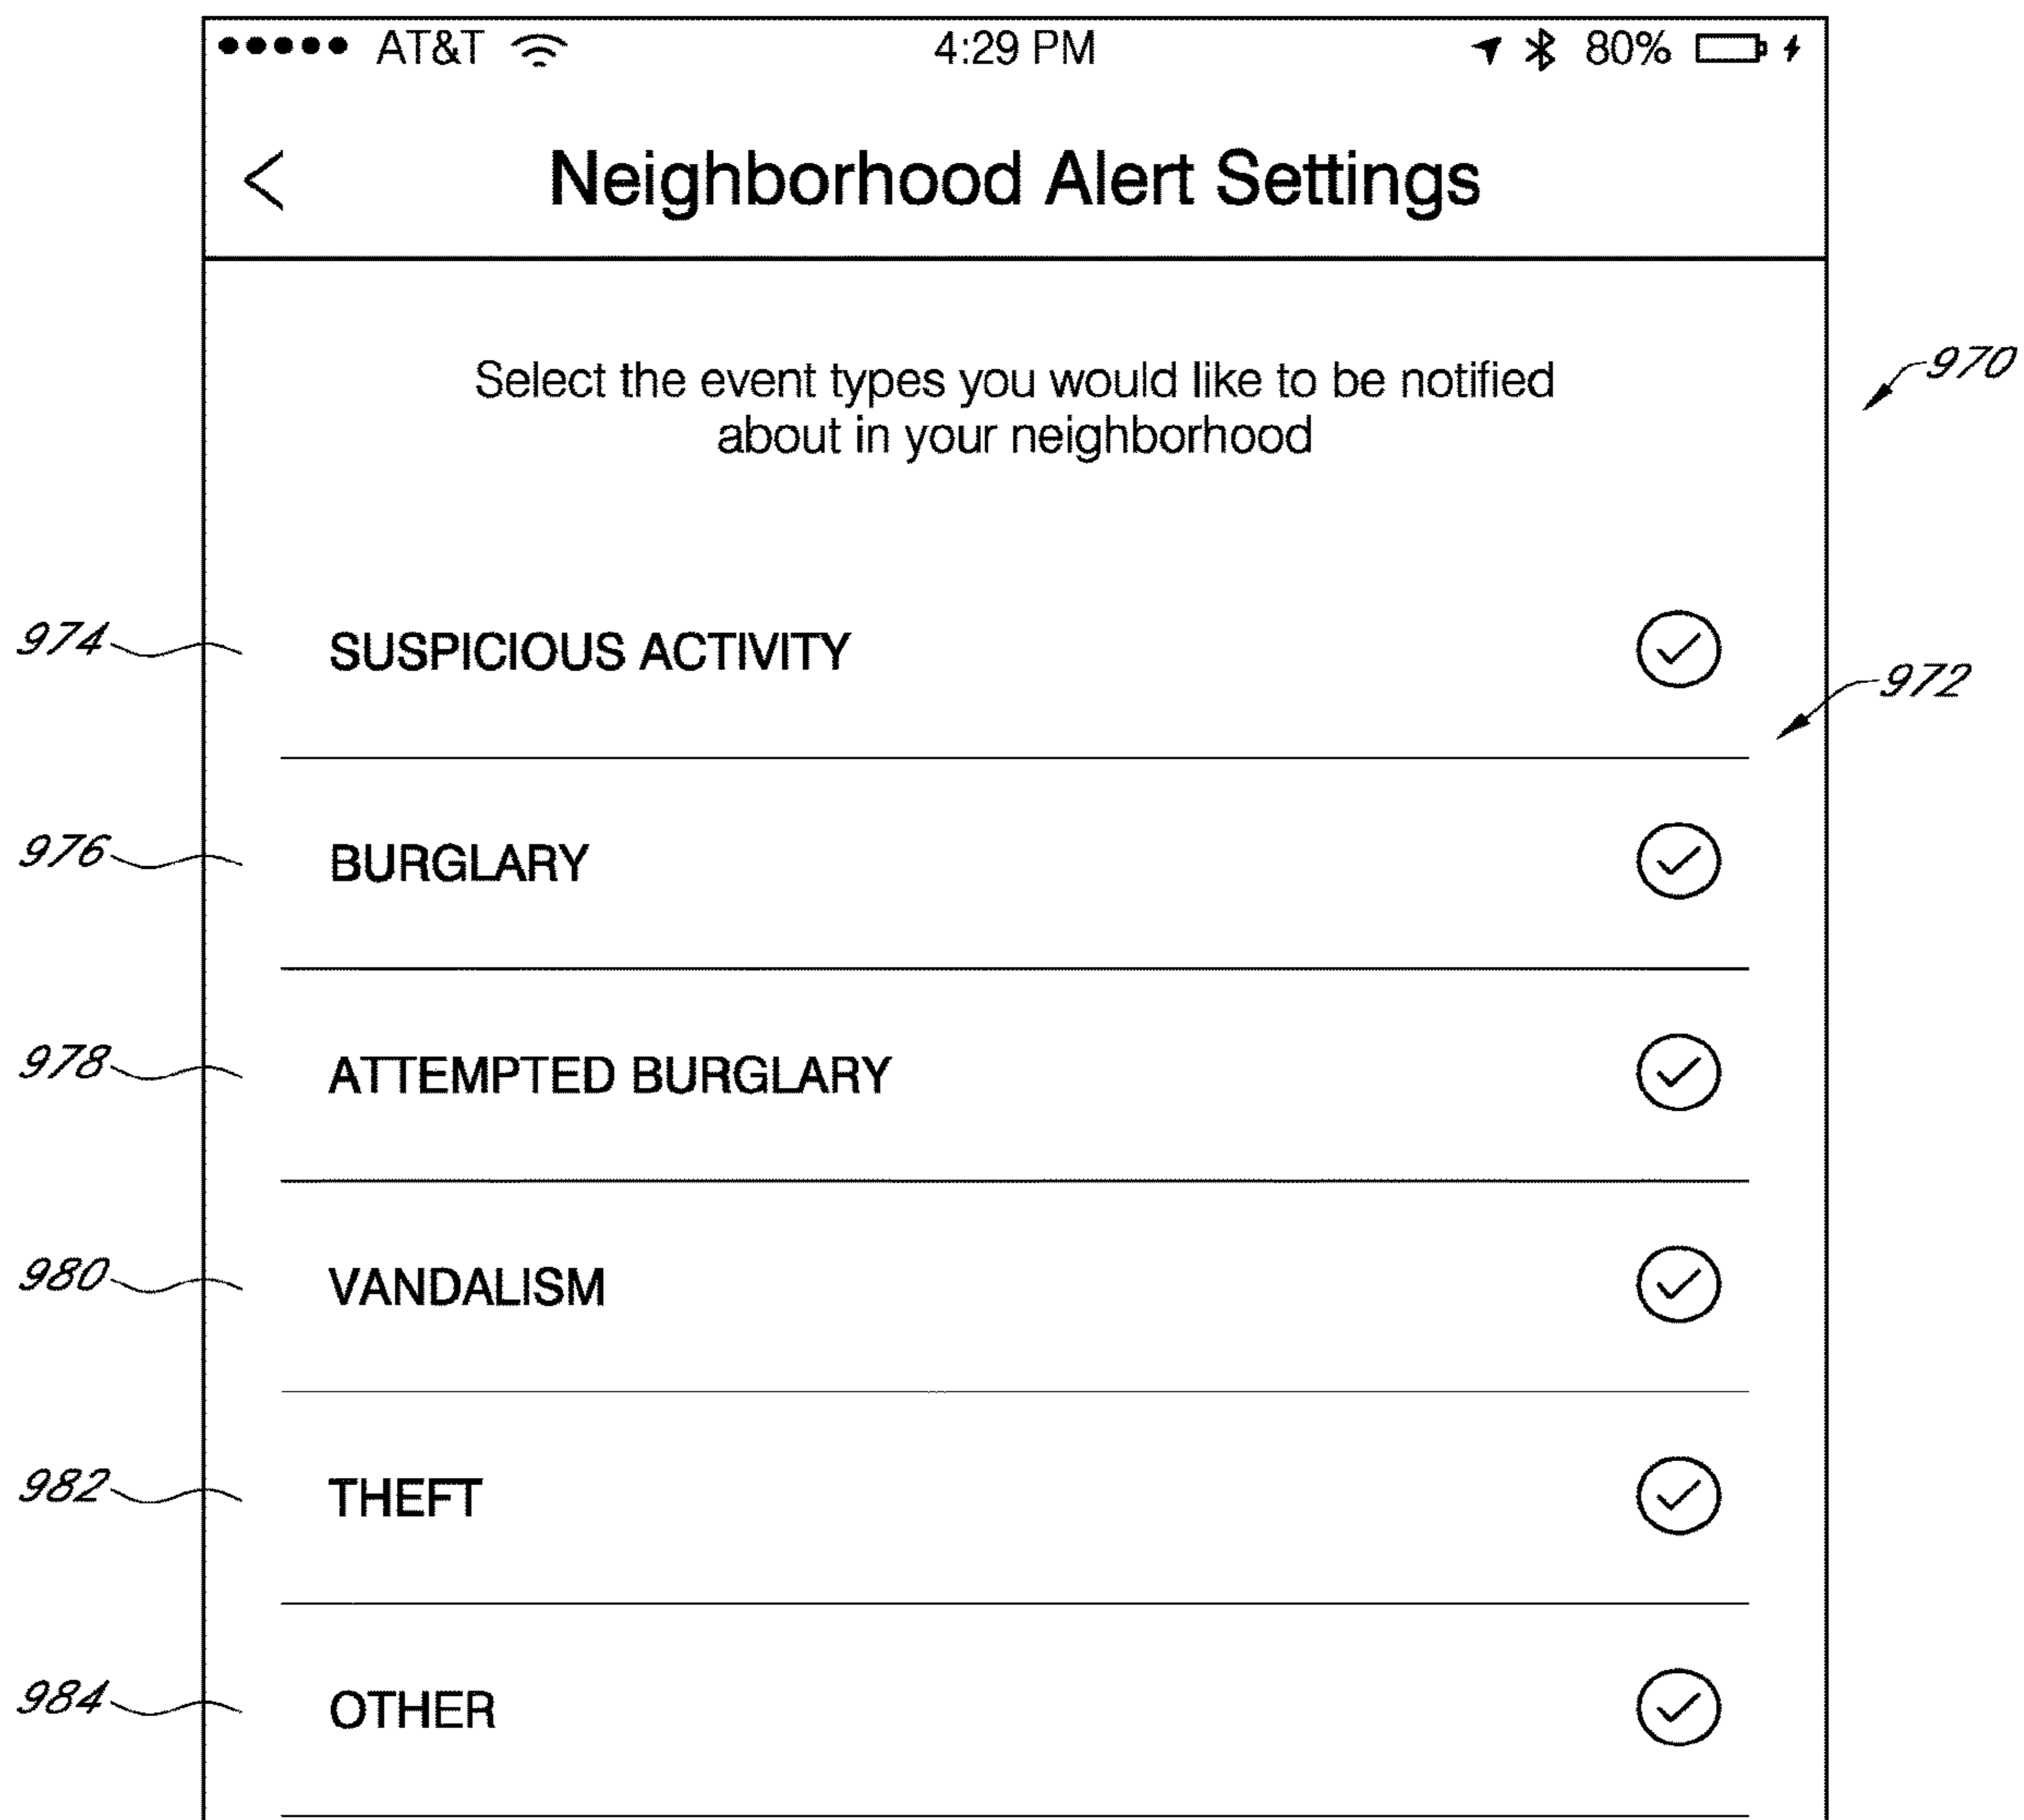 AT&T 4:29 PM 80%
Neighborhood Alert Settings
Select the event types you would like to be notified
about in your neighborhood
970
974 SUSPICIOUS ACTIVITY
972
976 BURGLARY
978 ATTEMPTED BURGLARY
980 VANDALISM
982 THEFT
984 OTHER